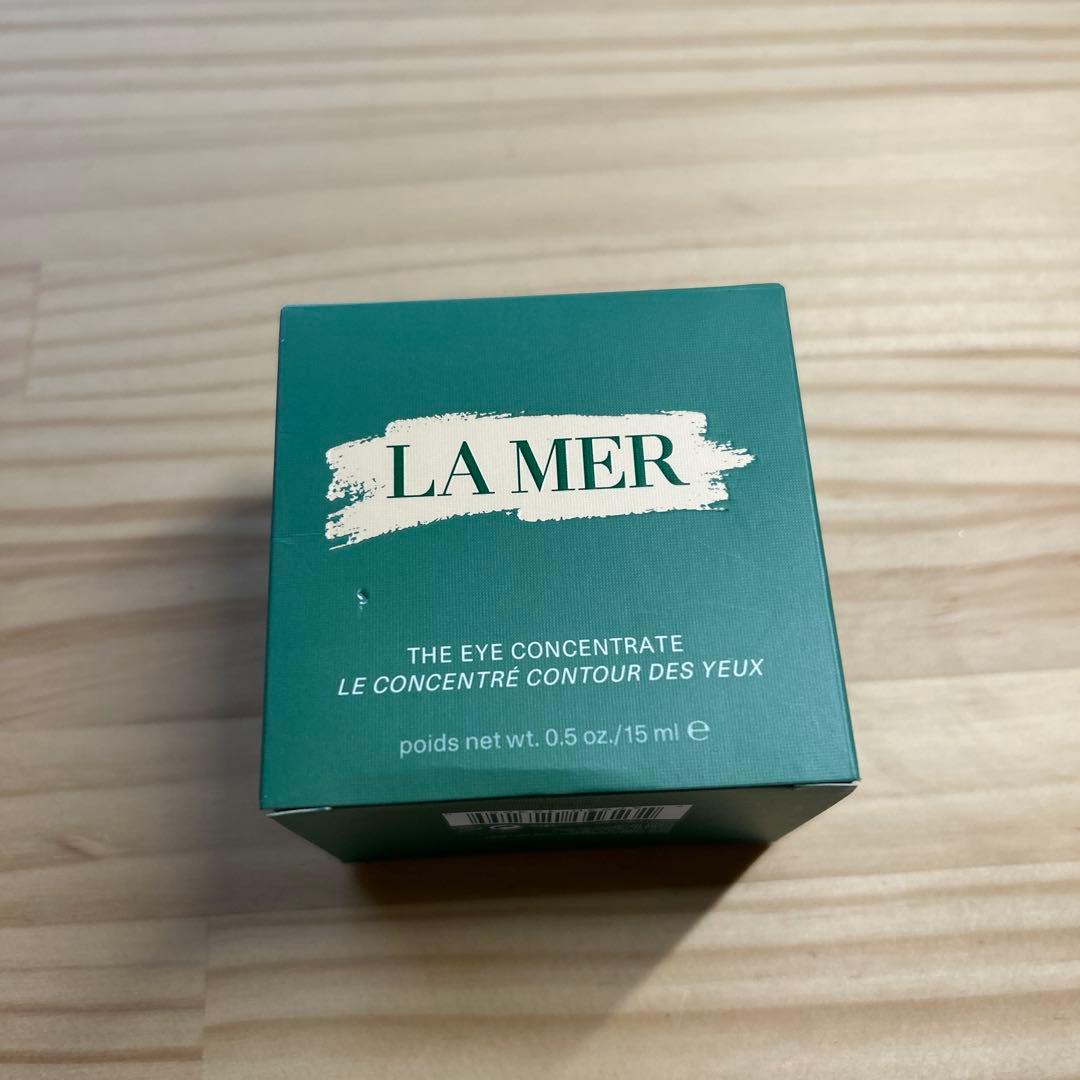 LA MER
THE EYE CONCENTRATE
LE CONCENTRÉ CONTOUR DES YEUX
poids net wt. 0.5 oz./15 ml ℮